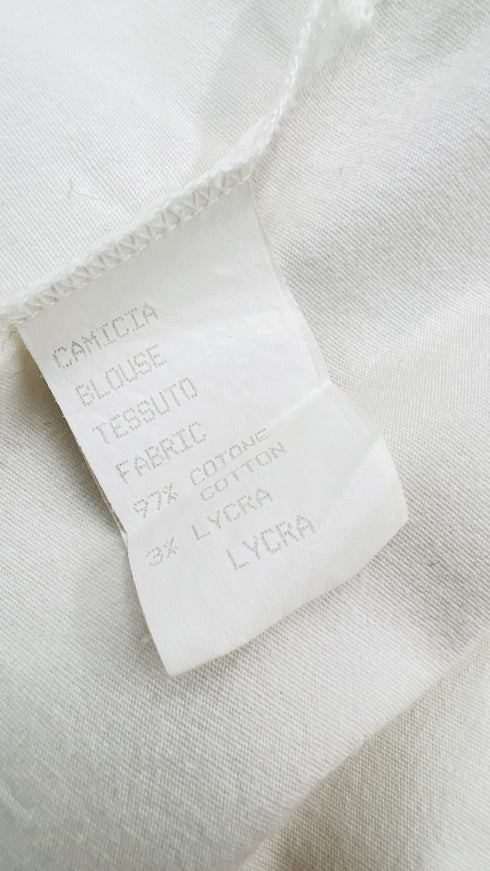 CAMICIA
BLOUSE
TESSUTO
FABRIC
97% COTONE
COTTON
3% LYCRA
LYCRA